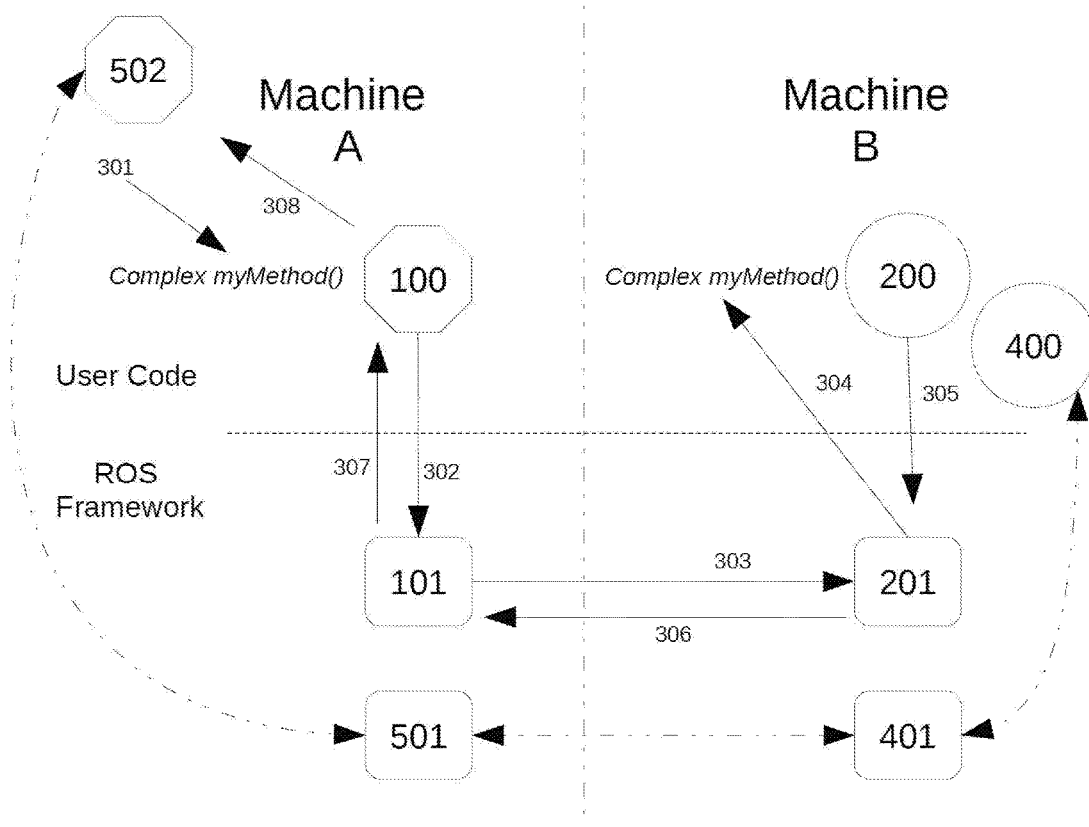 502
Machine
A
Machine
B
301
308
Complex myMethod()
100
Complex myMethod()
200
400
User Code
304
305
ROS
Framework
307
302
101
303
201
306
501
401